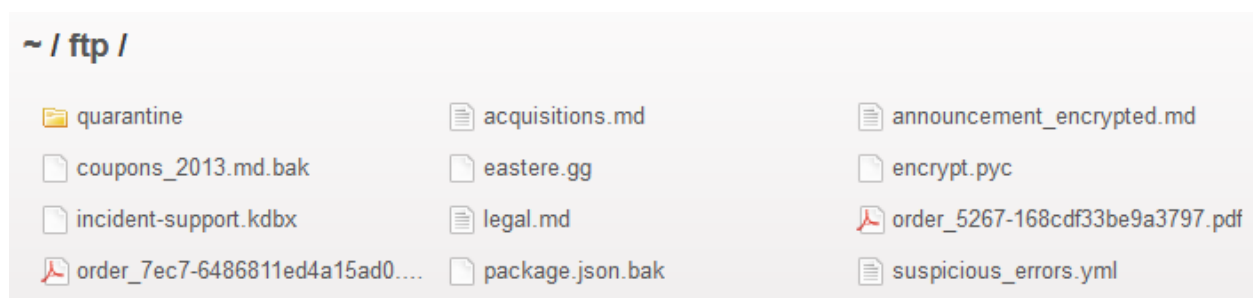 ~ / ftp /
quarantine acquisitions.md announcement_encrypted.md
coupons_2013.md.bak eastere.gg encrypt.pyc
incident-support.kdbx legal.md order_5267-168cdf33be9a3797.pdf
order_7ec7-6486811ed4a15ad0.... package.json.bak suspicious_errors.yml